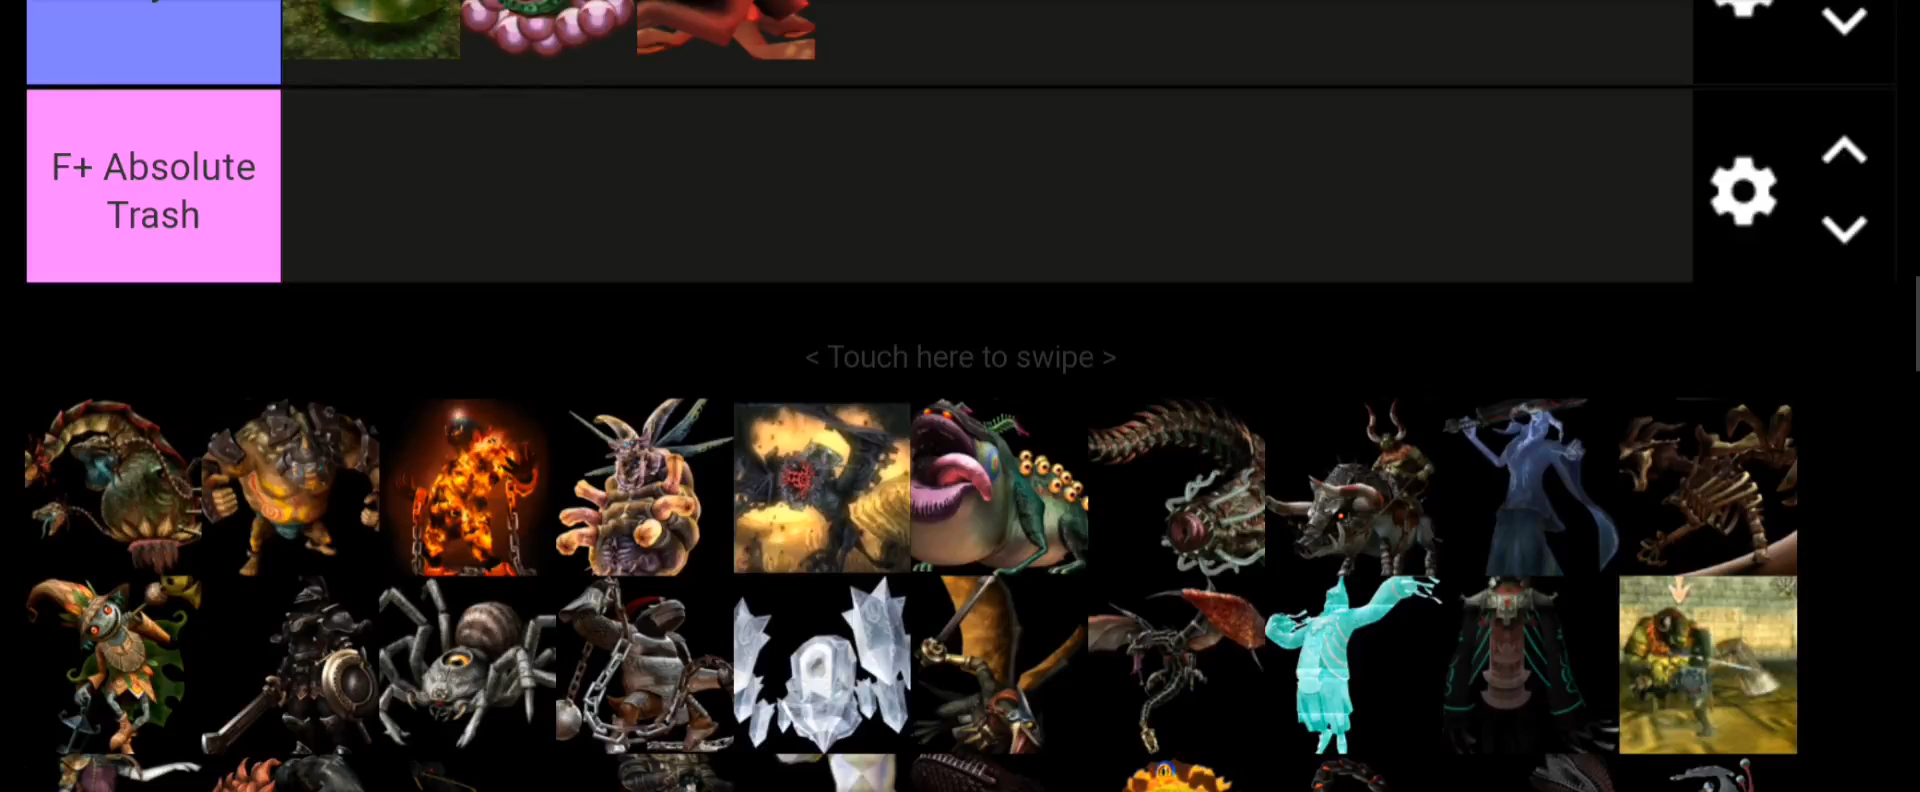 F+ Absolute
Trash
< Touch here to swipe >